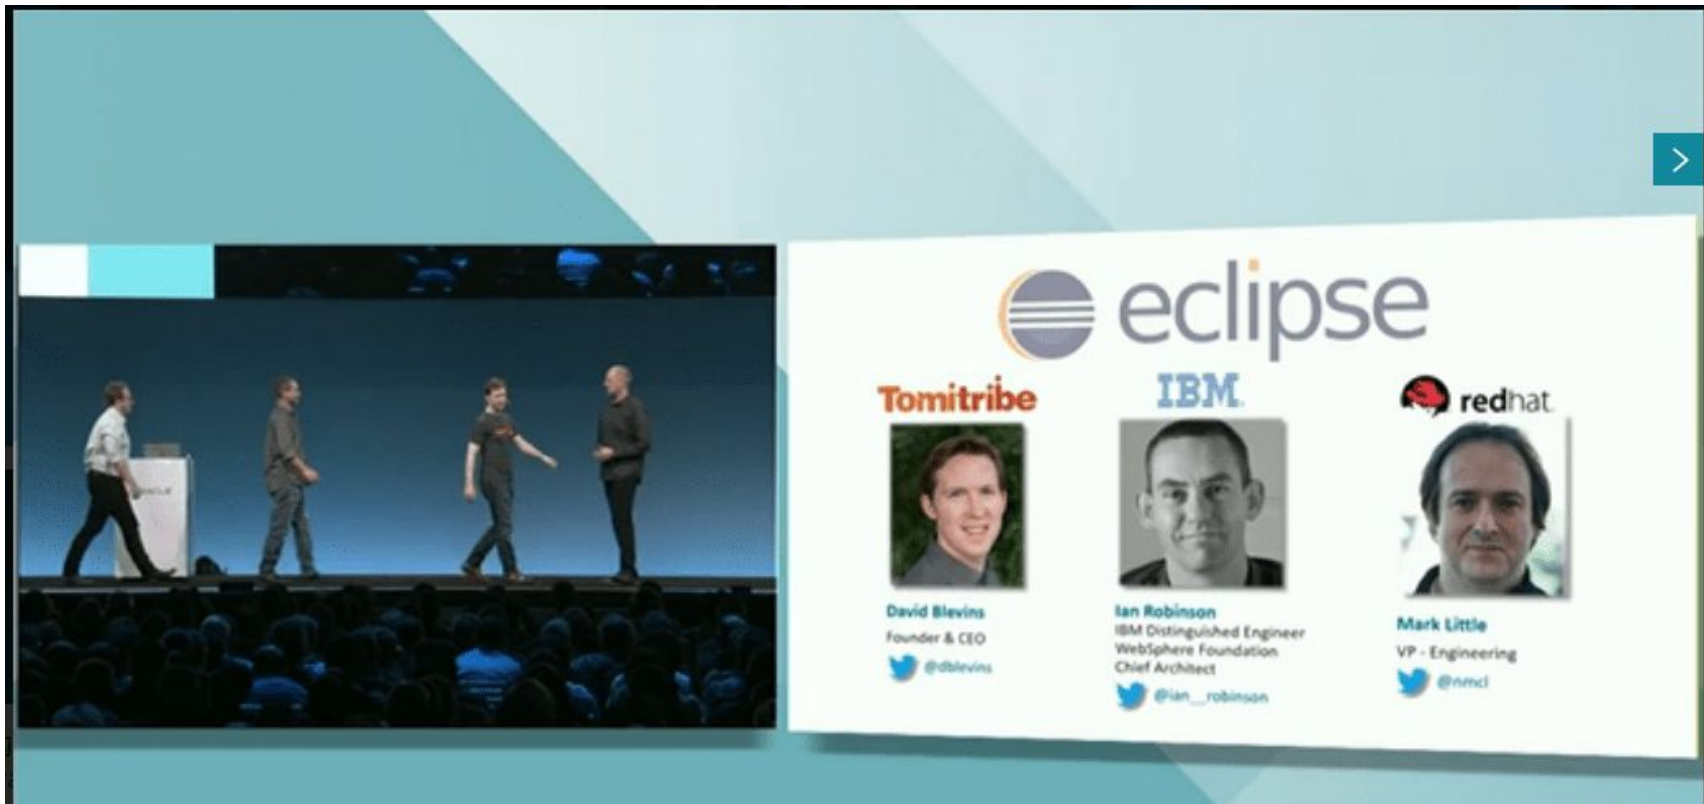 eclipse
Tomitribe
IBM
redhat
David Blevins
Founder & CEO
@dblevins
Ian Robinson
IBM Distinguished Engineer
WebSphere Foundation
Chief Architect
@ian__robinson
Mark Little
VP - Engineering
@nmcl